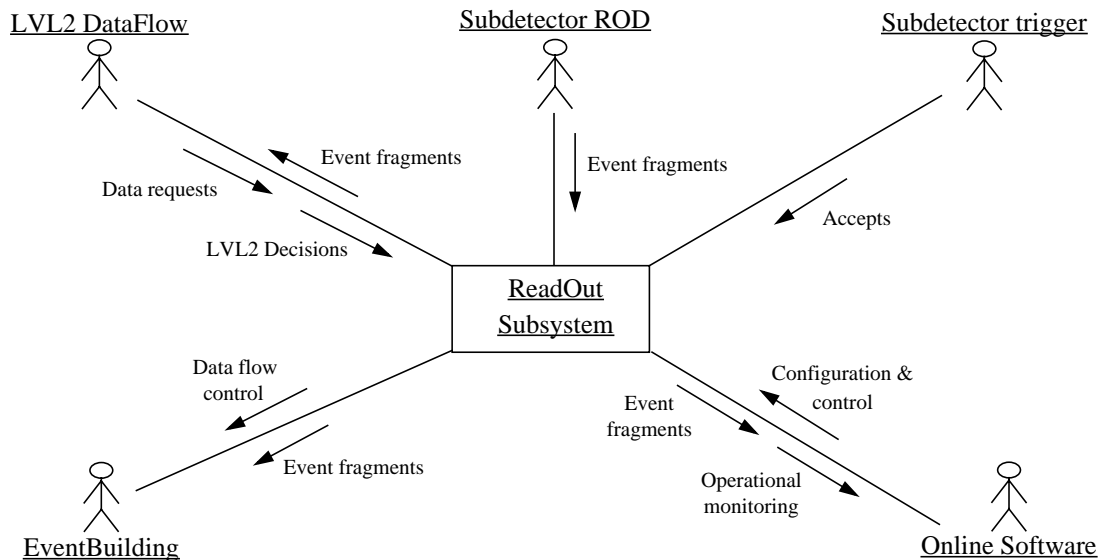 LVL2 DataFlow
Subdetector ROD
Subdetector trigger
Event fragments
Data requests
LVL2 Decisions
Event fragments
Accepts
ReadOut
Subsystem
Data flow
control
Event fragments
Event
fragments
Configuration &
control
Operational
monitoring
EventBuilding
Online Software